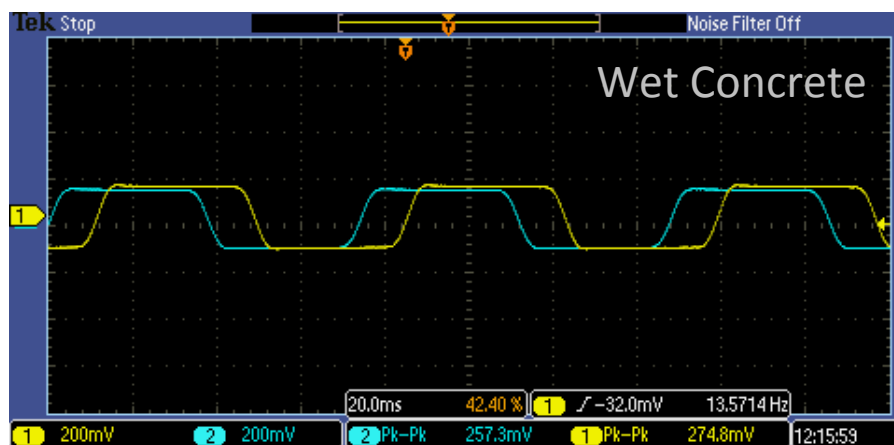 Tek Stop
Noise Filter Off
T
T
Wet Concrete
1
20.0ms 42.40 %
1 ƒ -32.0mV 13.5714 Hz
1 200mV 2 200mV 2 Pk-Pk 257.3mV 1 Pk-Pk 274.8mV 12:15:59